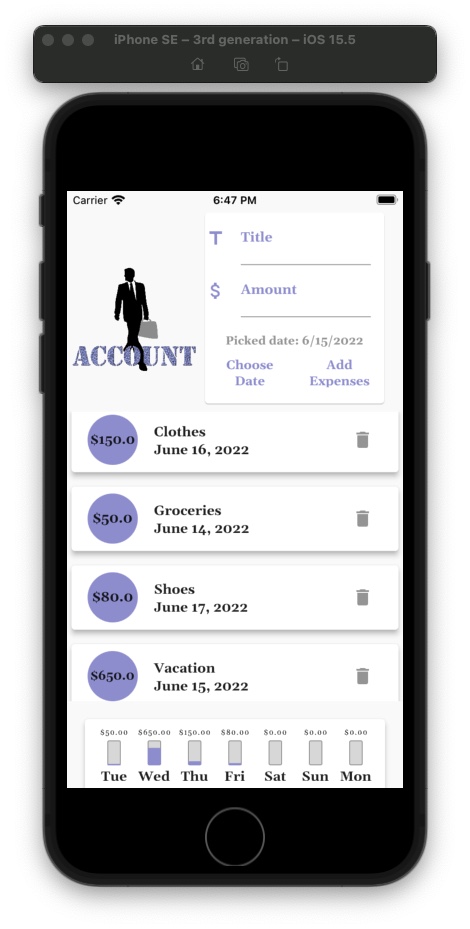 iPhone SE – 3rd generation – iOS 15.5
Carrier 6:47 PM
T Title
$ Amount
ACCOUNT
Picked date: 6/15/2022
Choose Date
Add Expenses
$150.0
Clothes
June 16, 2022
$50.0
Groceries
June 14, 2022
$80.0
Shoes
June 17, 2022
$650.0
Vacation
June 15, 2022
$50.00 $650.00 $150.00 $80.00 $0.00 $0.00 $0.00
Tue Wed Thu Fri Sat Sun Mon